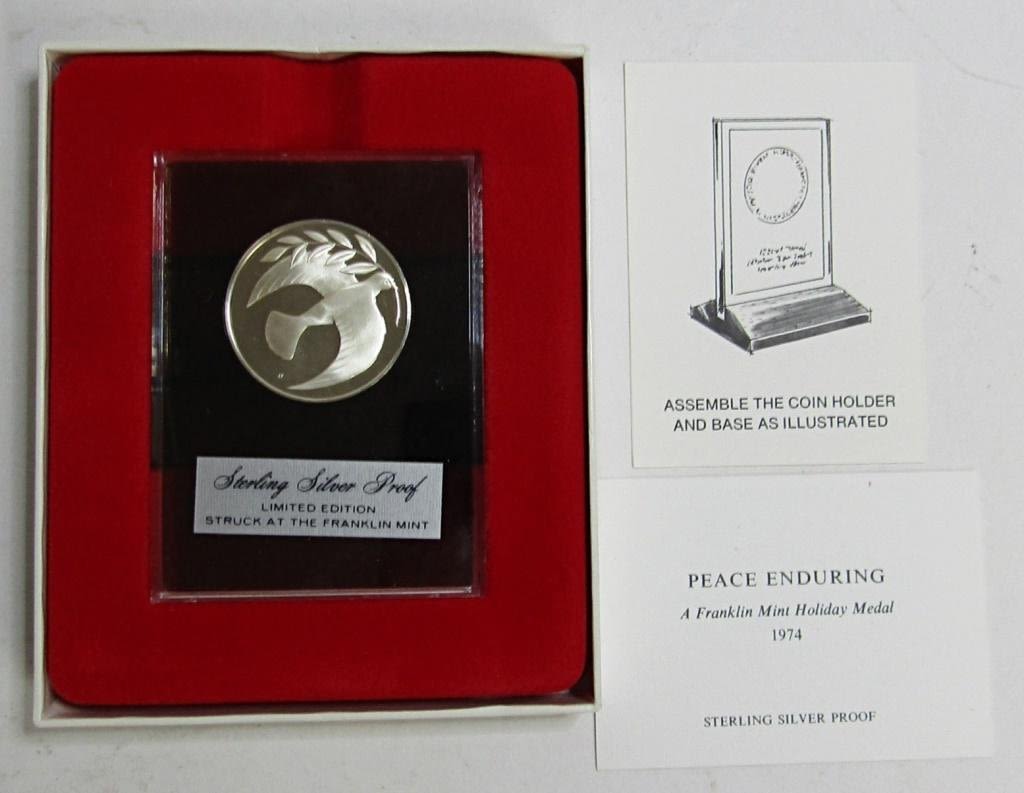 Sterling Silver Proof
LIMITED EDITION
STRUCK AT THE FRANKLIN MINT
ASSEMBLE THE COIN HOLDER
AND BASE AS ILLUSTRATED
PEACE ENDURING
A Franklin Mint Holiday Medal
1974
STERLING SILVER PROOF